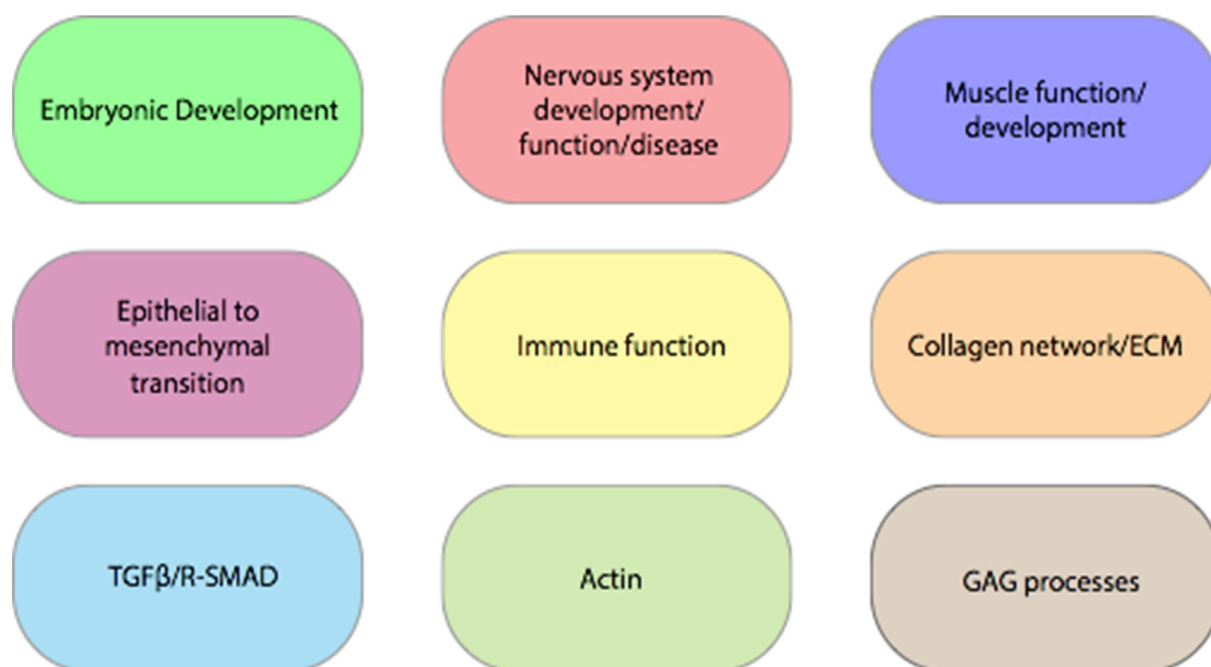 Embryonic Development
Nervous system
development/
function/disease
Muscle function/
development
Epithelial to
mesenchymal
transition
Immune function
Collagen network/ECM
TGFβ/R-SMAD
Actin
GAG processes